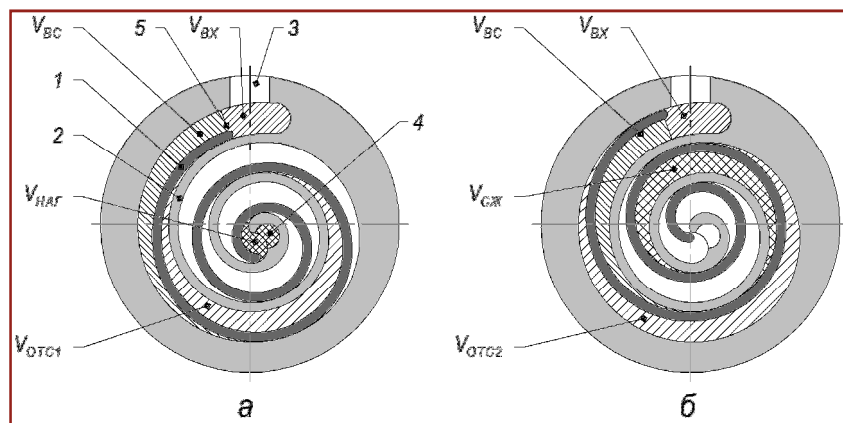 V_ВС 5 V_ВХ 3
1
2
4
V_НАГ
V_ОТС1
а
V_ВС V_ВХ
V_СЖ
V_ОТС2
б